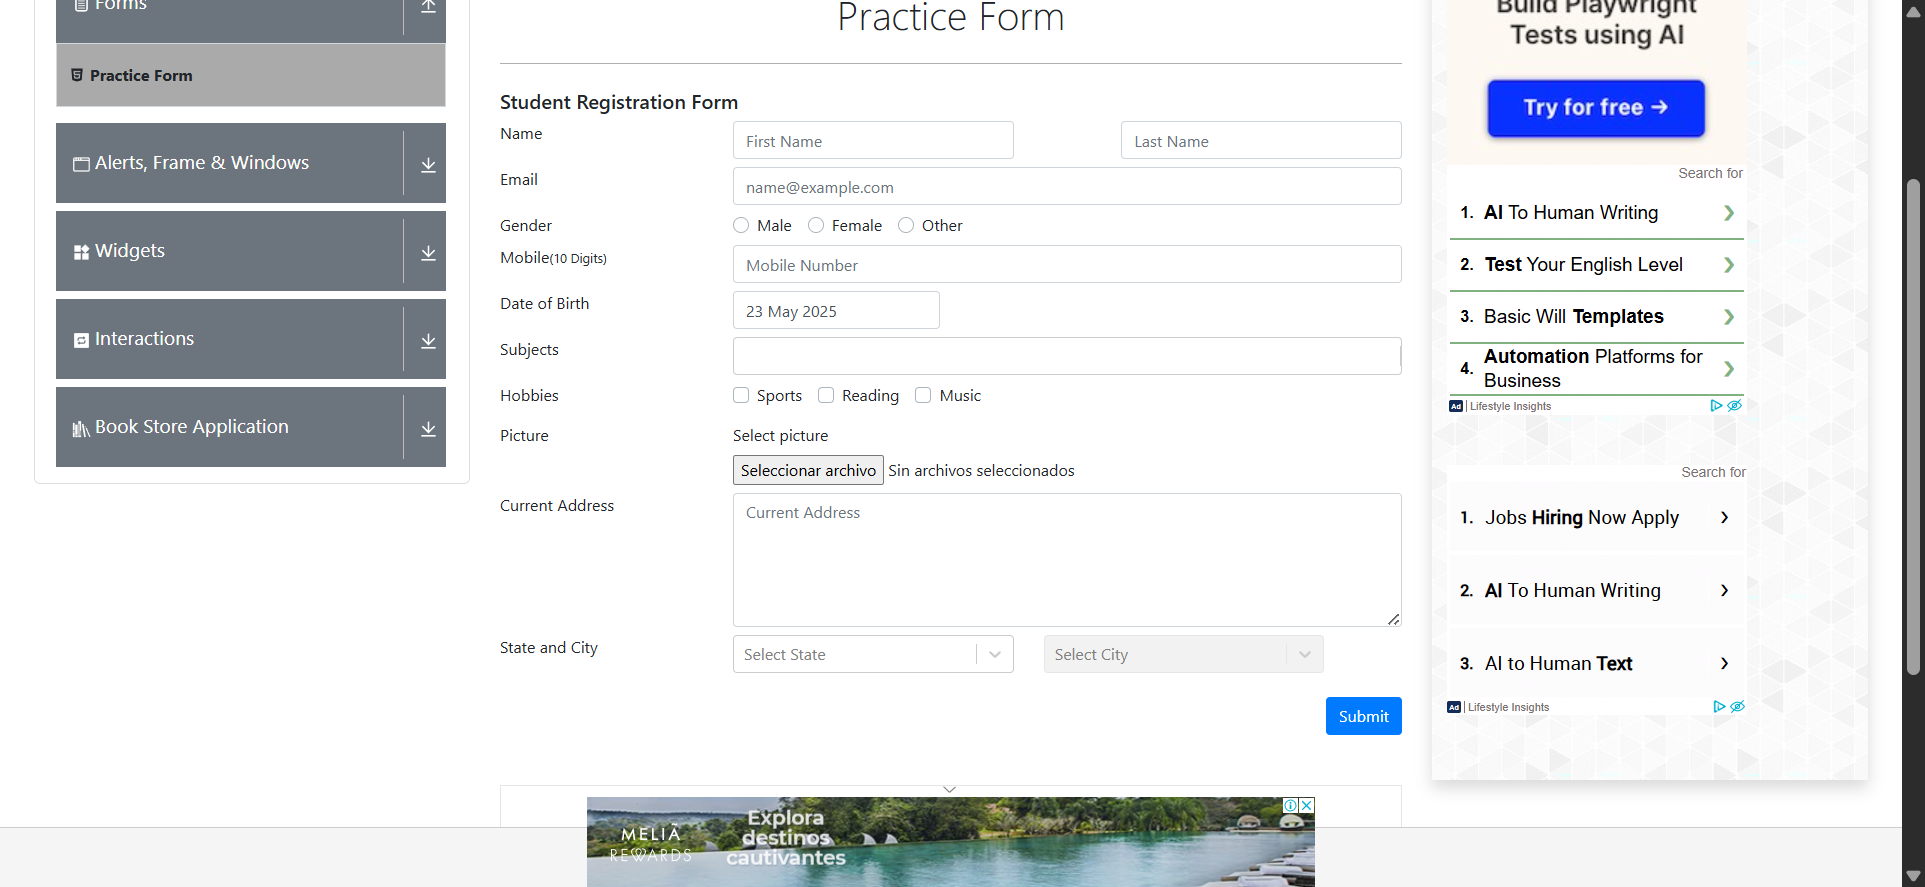 Forms
Practice Form
Alerts, Frame & Windows
Widgets
Interactions
Book Store Application
Practice Form
Student Registration Form
Name
First Name
Last Name
Email
name@example.com
Gender
Male
Female
Other
Mobile(10 Digits)
Mobile Number
Date of Birth
23 May 2025
Subjects
Hobbies
Sports
Reading
Music
Picture
Select picture
Seleccionar archivo Sin archivos seleccionados
Current Address
Current Address
State and City
Select State
Select City
Submit
Build Playwright
Tests using AI
Try for free →
Search for
1. AI To Human Writing
2. Test Your English Level
3. Basic Will Templates
4. Automation Platforms for
Business
Ad | Lifestyle Insights
Search for
1. Jobs Hiring Now Apply
2. AI To Human Writing
3. AI to Human Text
Ad | Lifestyle Insights
MELIÃ
REWARDS
Explora
destinos
cautivantes